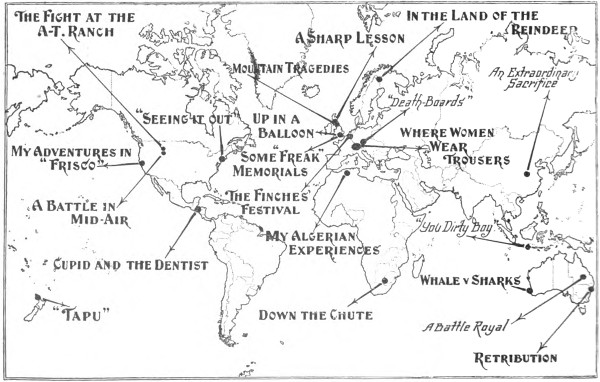 The Fight at the
A-T. Ranch
In the Land of the
Reindeer
A Sharp Lesson
Mountain Tragedies
An Extraordinary
Sacrifice
"Seeing it out"
Up in a
Balloon
"Death-Boards"
Where Women
Wear
Trousers
My Adventures in
"Frisco"
"Some Freak"
Memorials
The Finches'
Festival
A Battle in
Mid-Air
"You Dirty Boy"
My Algerian
Experiences
Cupid and the Dentist
Whale v Sharks
"Tapu"
Down the Chute
A Battle Royal
Retribution